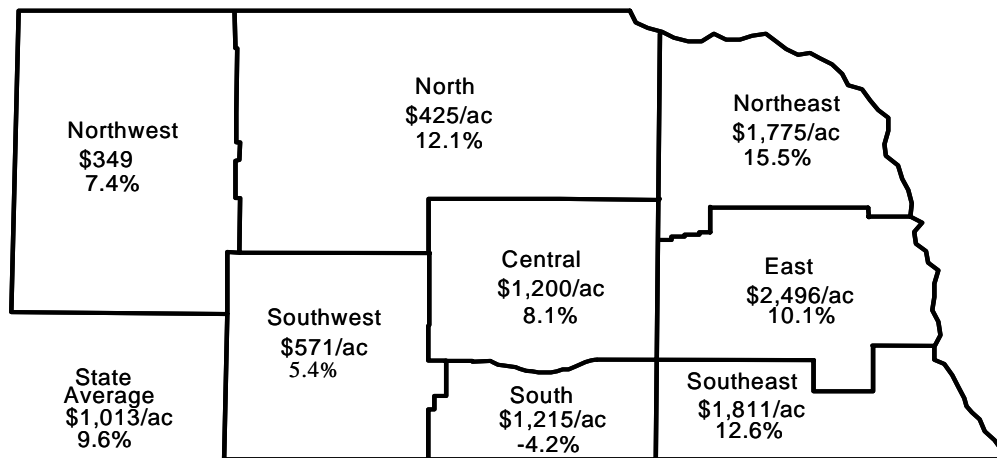 North
$425/ac
12.1%
Northeast
$1,775/ac
15.5%
Northwest
$349
7.4%
Central
$1,200/ac
8.1%
East
$2,496/ac
10.1%
Southwest
$571/ac
5.4%
State
Average
$1,013/ac
9.6%
South
$1,215/ac
-4.2%
Southeast
$1,811/ac
12.6%